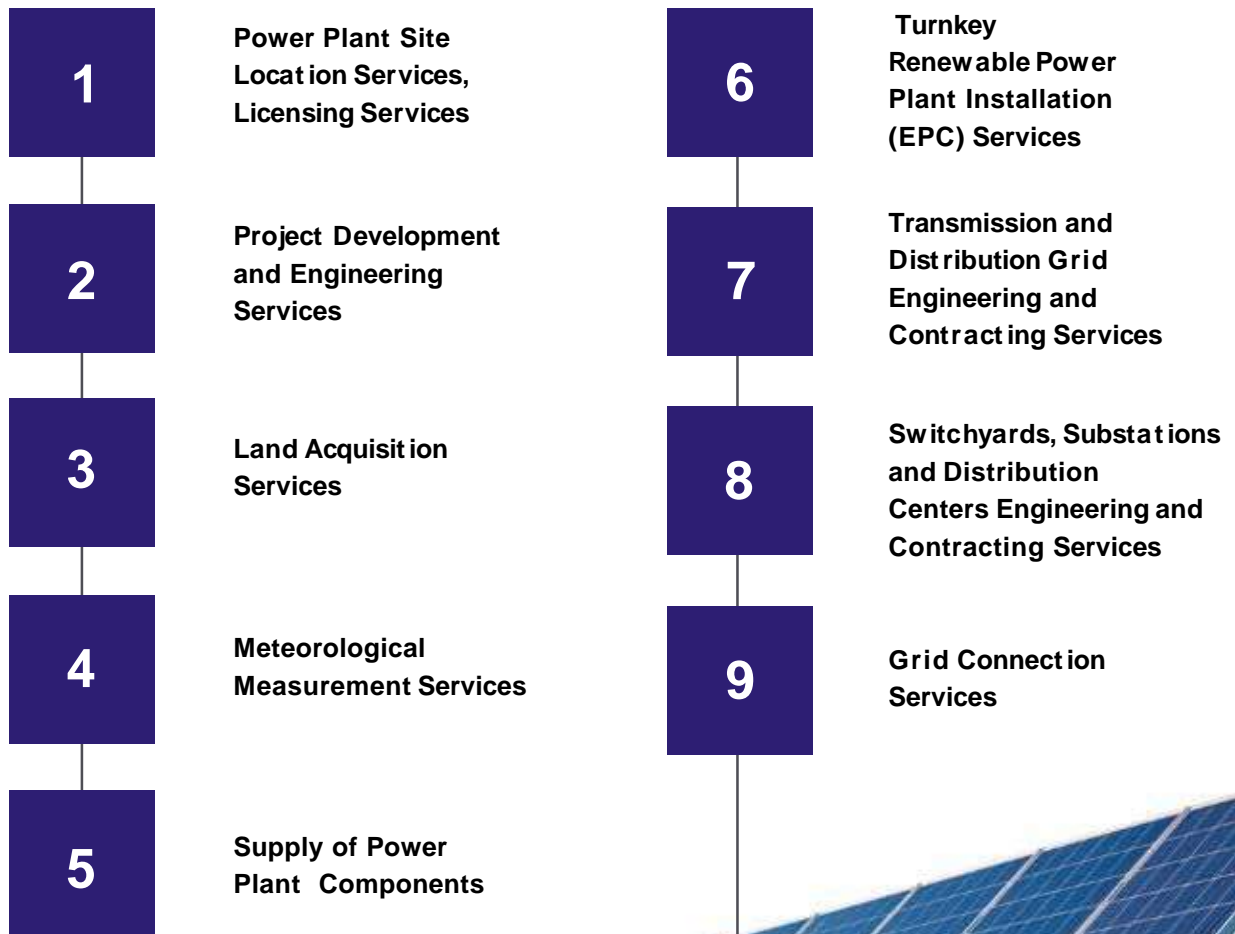 1
Power Plant Site
Location Services,
Licensing Services
2
Project Development
and Engineering
Services
3
Land Acquisition
Services
4
Meteorological
Measurement Services
5
Supply of Power
Plant Components
6
Turnkey
Renewable Power
Plant Installation
(EPC) Services
7
Transmission and
Distribution Grid
Engineering and
Contracting Services
8
Switchyards, Substations
and Distribution
Centers Engineering and
Contracting Services
9
Grid Connection
Services